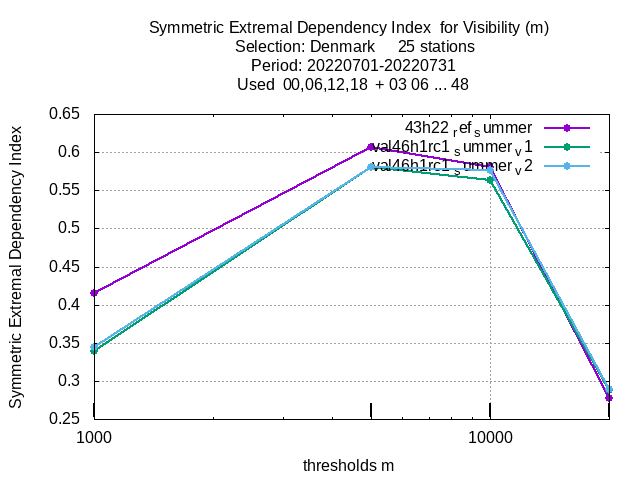 Symmetric Extremal Dependency Index  for Visibility (m)
Selection: Denmark     25 stations
Period: 20220701-20220731
Used  00,06,12,18  + 03 06 ... 48
Symmetric Extremal Dependency Index
0.65
0.6
0.55
0.5
0.45
0.4
0.35
0.3
0.25
43h22 ref summer
val46h1rc1 summer v1
val46h1rc1 summer v2
1000
10000
thresholds m